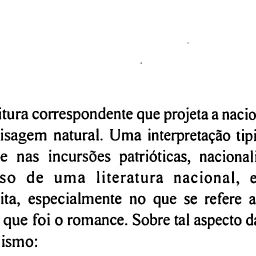 itura correspondente que projeta a nacio
isagem natural. Uma interpretação tipi
e nas incursões patrióticas, nacionali
so de uma literatura nacional, e
ita, especialmente no que se refere a
que foi o romance. Sobre tal aspecto da
ismo: